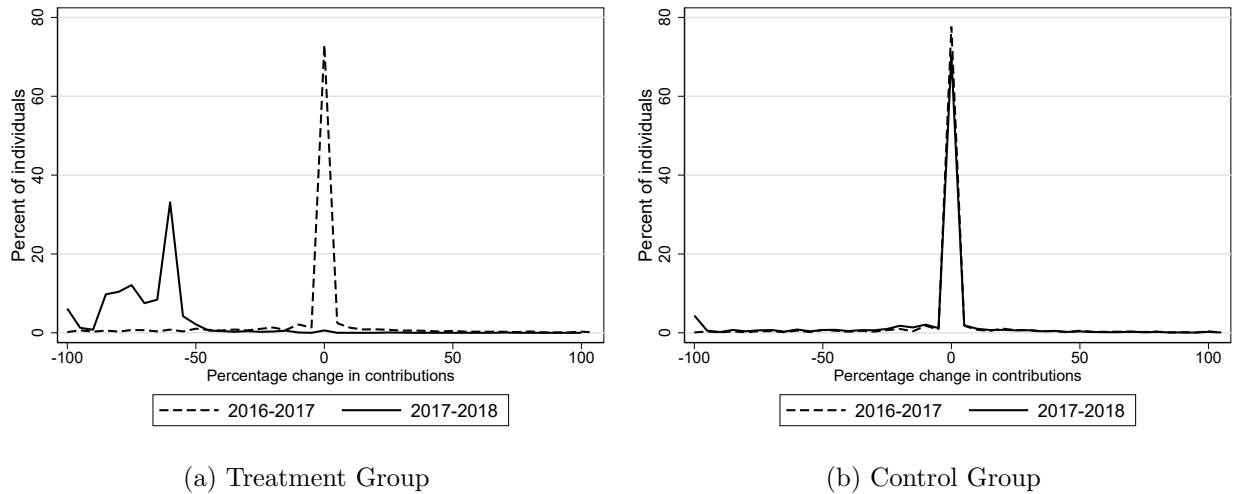 Percent of individuals
80
60
40
20
0
-100 -50 0 50 100
Percentage change in contributions
2016-2017 2017-2018
(a) Treatment Group
Percent of individuals
80
60
40
20
0
-100 -50 0 50 100
Percentage change in contributions
2016-2017 2017-2018
(b) Control Group